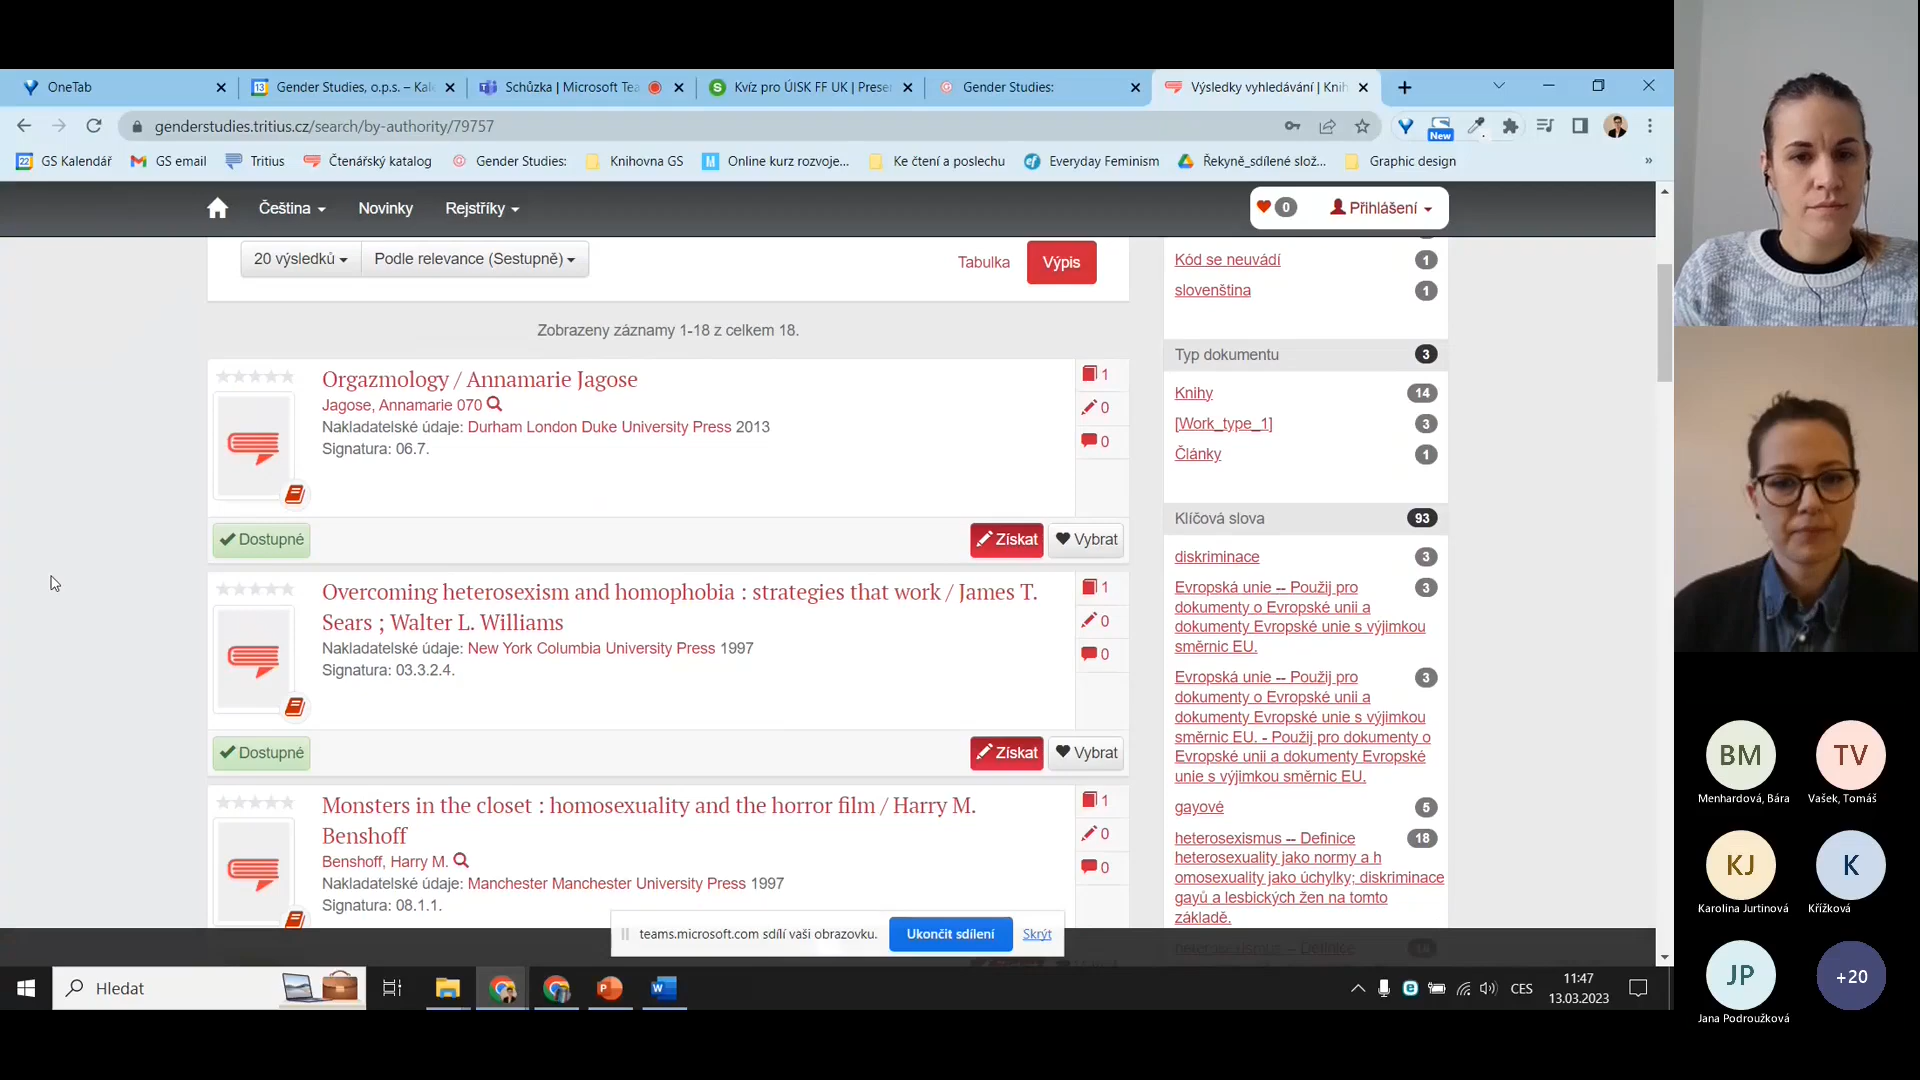 OneTab
Gender Studies, o.p.s. – Kal
Schůzka | Microsoft Tea
Kvíz pro ÚISK FF UK | Prese
Gender Studies:
Výsledky vyhledávání | Knih
genderstudies.tritius.cz/search/by-authority/79757
New
GS Kalendář
GS email
Tritius
Čtenářský katalog
Gender Studies:
Knihovna GS
Online kurz rozvoje...
Ke čtení a poslechu
Everyday Feminism
Řekyně_sdílené slož...
Graphic design
»
Čeština
Novinky
Rejstříky
0
Přihlášení
20 výsledků
Podle relevance (Sestupně)
Tabulka
Výpis
Zobrazeny záznamy 1-18 z celkem 18.
Orgazmology / Annamarie Jagose
Jagose, Annamarie 070
Nakladatelské údaje: Durham London Duke University Press 2013
Signatura: 06.7.
1
0
0
Dostupné
Získat
Vybrat
Overcoming heterosexism and homophobia : strategies that work / James T.
Sears ; Walter L. Williams
Nakladatelské údaje: New York Columbia University Press 1997
Signatura: 03.3.2.4.
1
0
0
Dostupné
Získat
Vybrat
Monsters in the closet : homosexuality and the horror film / Harry M.
Benshoff
Benshoff, Harry M.
Nakladatelské údaje: Manchester Manchester University Press 1997
Signatura: 08.1.1.
1
0
0
Kód se neuvádí 1
slovenština 1
Typ dokumentu 3
Knihy 14
[Work_type_1] 3
Články 1
Klíčová slova 93
diskriminace 3
Evropská unie -- Použij pro 3
dokumenty o Evropské unii a
dokumenty Evropské unie s výjimkou
směrnic EU.
Evropská unie -- Použij pro 3
dokumenty o Evropské unii a
dokumenty Evropské unie s výjimkou
směrnic EU. - Použij pro dokumenty o
Evropské unii a dokumenty Evropské
unie s výjimkou směrnic EU.
gayové 5
heterosexismus -- Definice 18
heterosexuality jako normy a h
omosexuality jako úchylky; diskriminace
gayů a lesbických žen na tomto
základě.
heterosexismus -- Definice
teams.microsoft.com sdílí vaši obrazovku.
Ukončit sdílení
Skrýt
Hledat
CES
11:47
13.03.2023
BM
Menhardová, Bára
TV
Vašek, Tomáš
KJ
Karolina Jurtinová
K
Křížková
JP
Jana Podroužková
+20